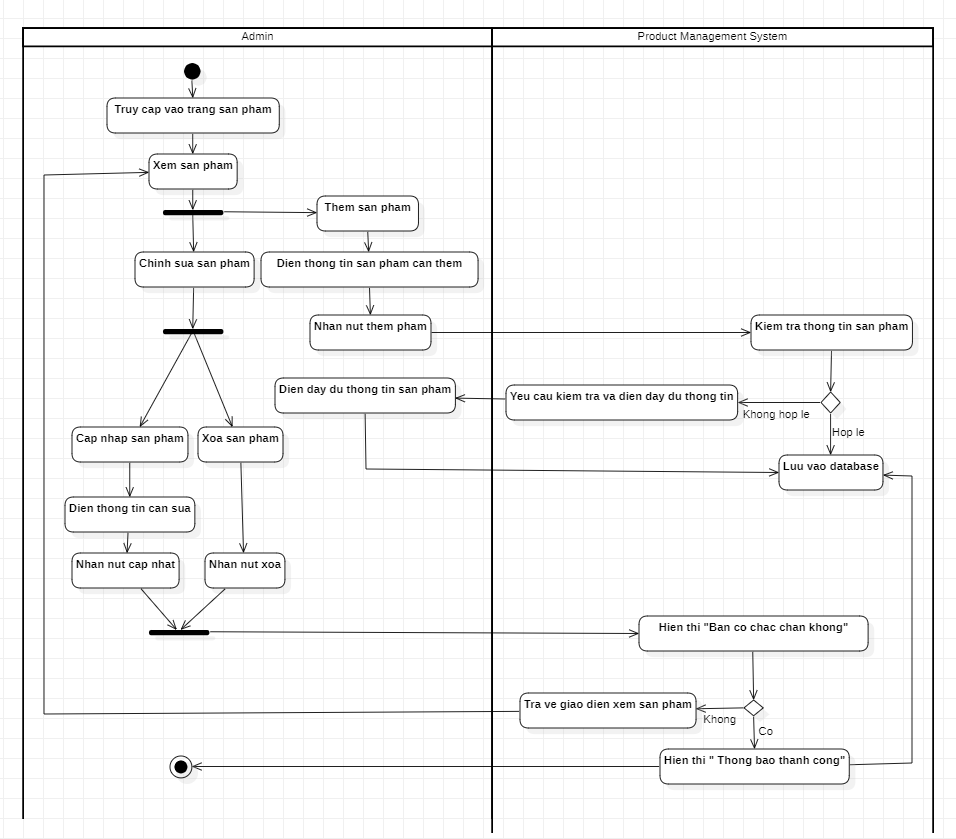 Admin
Product Management System
Truy cap vao trang san pham
Xem san pham
Them san pham
Chinh sua san pham
Dien thong tin san pham can them
Nhan nut them pham
Kiem tra thong tin san pham
Dien day du thong tin san pham
Yeu cau kiem tra va dien day du thong tin
Khong hop le
Hop le
Cap nhap san pham
Xoa san pham
Luu vao database
Dien thong tin can sua
Nhan nut cap nhat
Nhan nut xoa
Hien thi "Ban co chac chan khong"
Tra ve giao dien xem san pham
Khong
Co
Hien thi " Thong bao thanh cong"